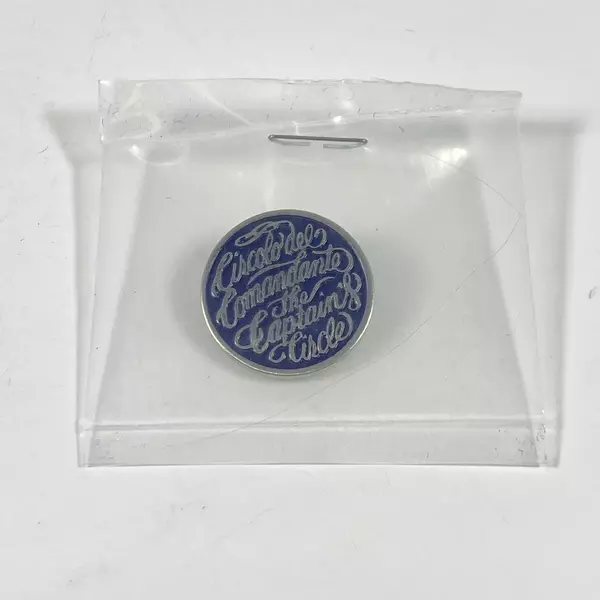 Circolo del
Comandante
The
Captain's
Circle